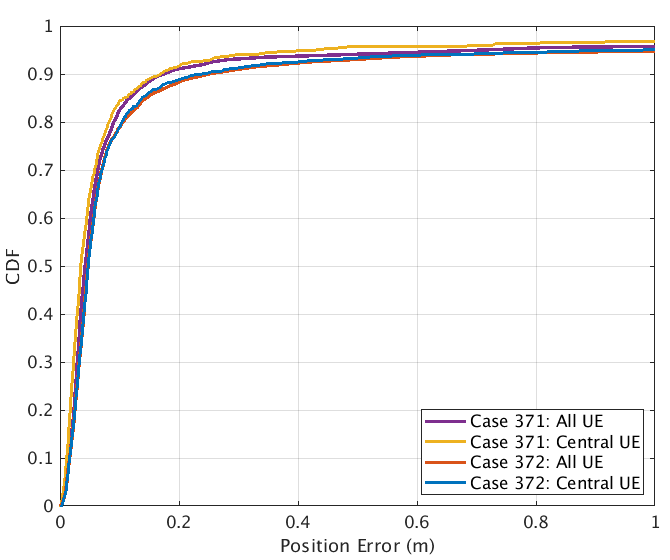 1
0.9
0.8
0.7
0.6
0.5
0.4
0.3
0.2
0.1
0
CDF
Case 371: All UE
Case 371: Central UE
Case 372: All UE
Case 372: Central UE
0 0.2 0.4 0.6 0.8 1
Position Error (m)